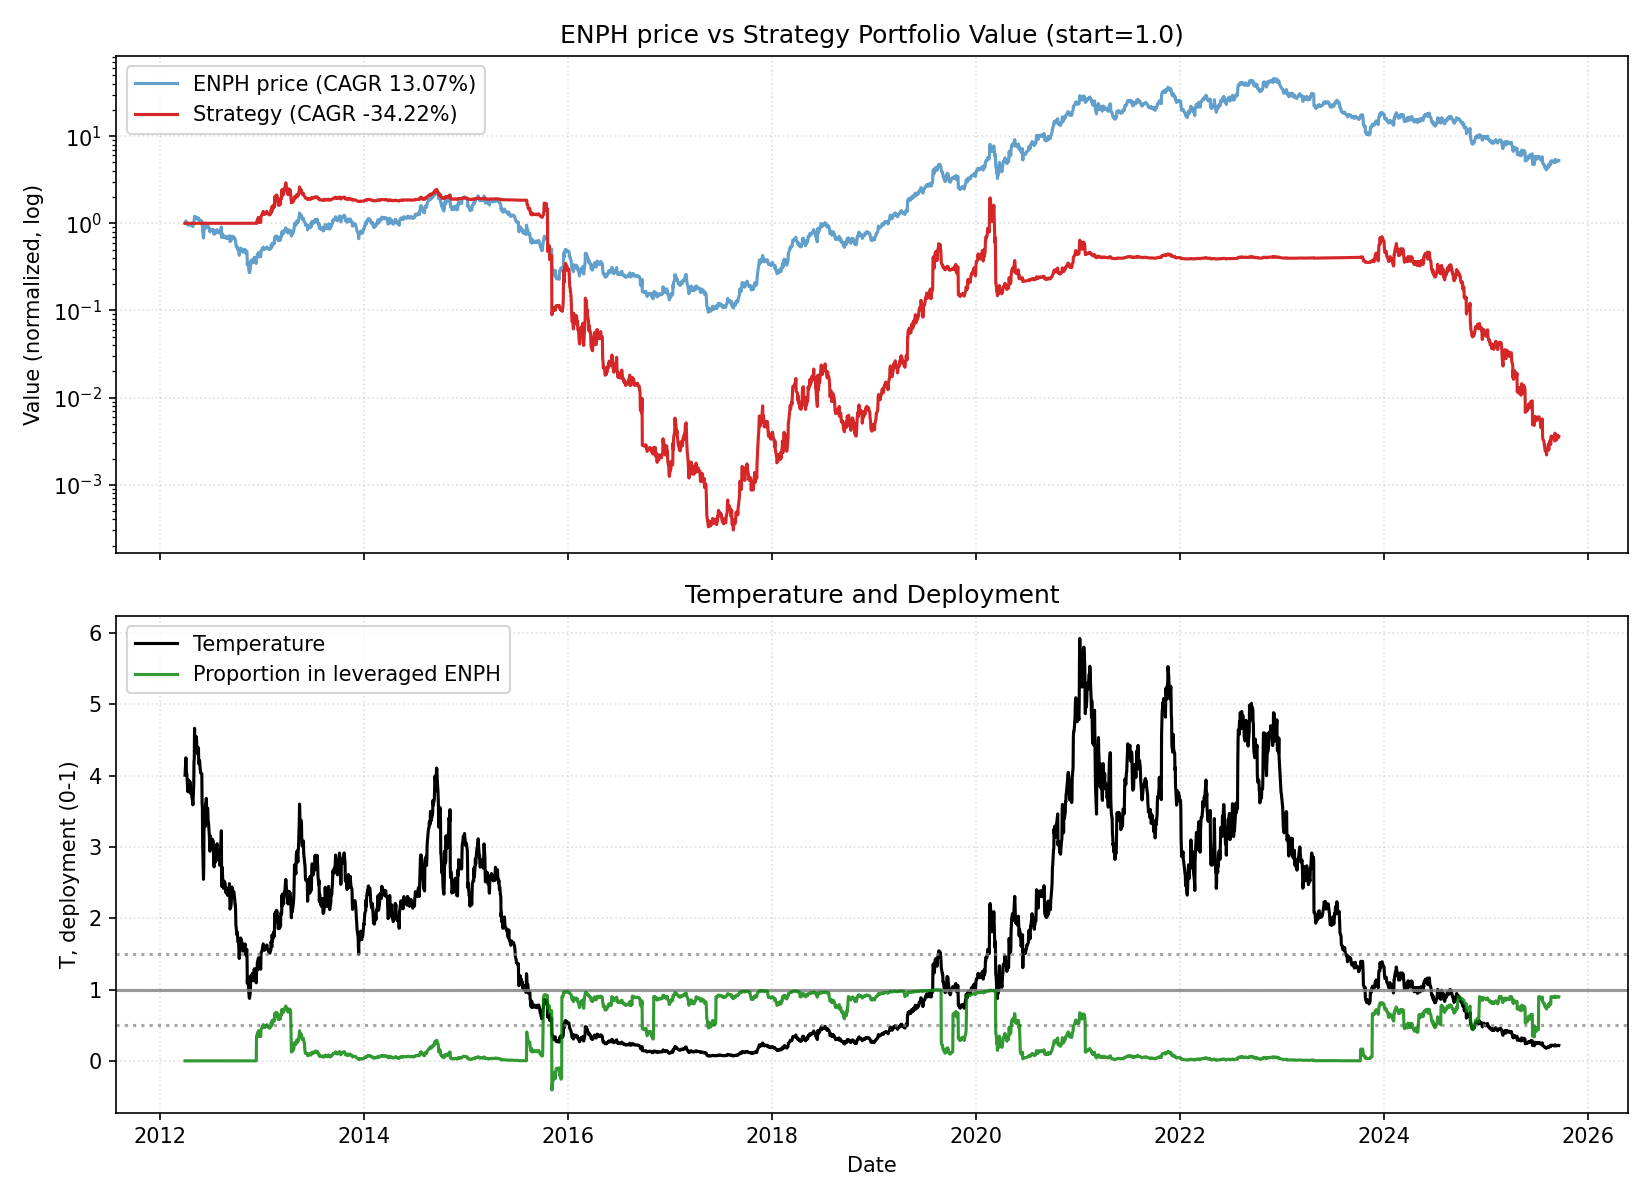 ENPH price vs Strategy Portfolio Value (start=1.0)
ENPH price (CAGR 13.07%)
Strategy (CAGR -34.22%)
Value (normalized, log)
10¹
10⁰
10⁻¹
10⁻²
10⁻³
Temperature and Deployment
Temperature
Proportion in leveraged ENPH
T, deployment (0-1)
6
5
4
3
2
1
0
2012 2014 2016 2018 2020 2022 2024 2026
Date